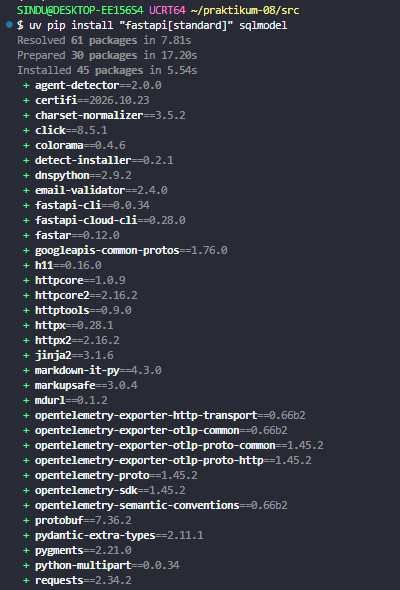 SINDU@DESKTOP-EE156S4 UCRT64 ~/praktikum-08/src
$ uv pip install "fastapi[standard]" sqlmodel
Resolved 61 packages in 7.81s
Prepared 30 packages in 17.20s
Installed 45 packages in 5.54s
+ agent-detector==2.0.0
+ certifi==2026.10.23
+ charset-normalizer==3.5.2
+ click==8.5.1
+ colorama==0.4.6
+ detect-installer==0.2.1
+ dnspython==2.9.2
+ email-validator==2.4.0
+ fastapi-cli==0.0.34
+ fastapi-cloud-cli==0.28.0
+ fastar==0.12.0
+ googleapis-common-protos==1.76.0
+ h11==0.16.0
+ httpcore==1.0.9
+ httpcore2==2.16.2
+ httptools==0.9.0
+ httpx==0.28.1
+ httpx2==2.16.2
+ jinja2==3.1.6
+ markdown-it-py==4.3.0
+ markupsafe==3.0.4
+ mdurl==0.1.2
+ opentelemetry-exporter-http-transport==0.66b2
+ opentelemetry-exporter-otlp-common==0.66b2
+ opentelemetry-exporter-otlp-proto-common==1.45.2
+ opentelemetry-exporter-otlp-proto-http==1.45.2
+ opentelemetry-proto==1.45.2
+ opentelemetry-sdk==1.45.2
+ opentelemetry-semantic-conventions==0.66b2
+ protobuf==7.36.2
+ pydantic-extra-types==2.11.1
+ pygments==2.21.0
+ python-multipart==0.0.34
+ requests==2.34.2